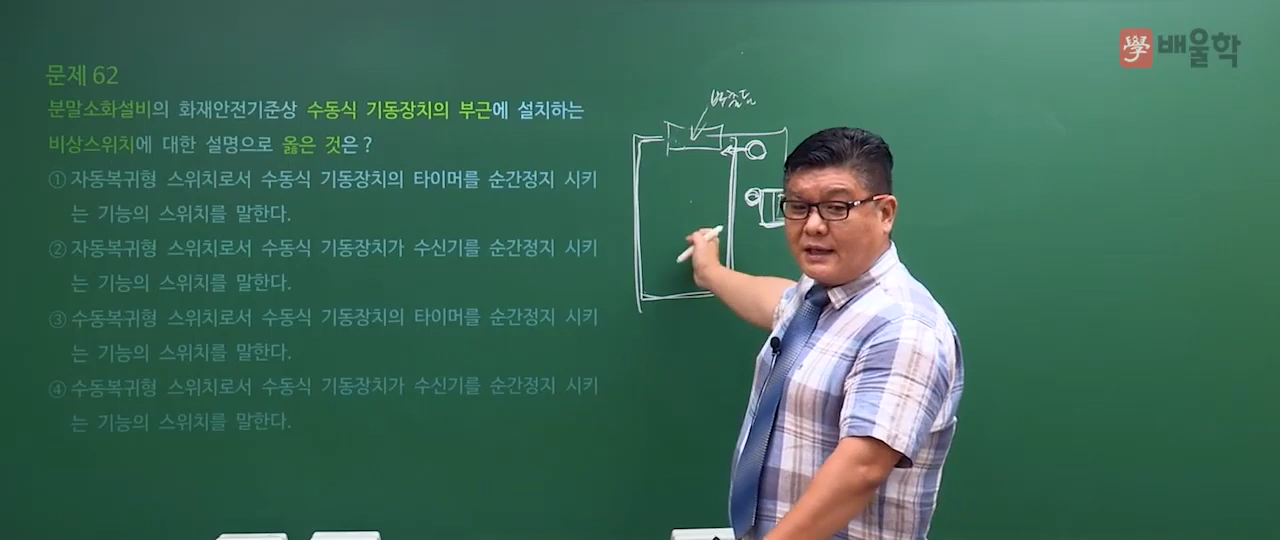 學 배울학
문제 62
분말소화설비의 화재안전기준상 수동식 기동장치의 부근에 설치하는
비상스위치에 대한 설명으로 옳은 것은?
① 자동복귀형 스위치로서 수동식 기동장치의 타이머를 순간정지 시키
는 기능의 스위치를 말한다.
② 자동복귀형 스위치로서 수동식 기동장치가 수신기를 순간정지 시키
는 기능의 스위치를 말한다.
③ 수동복귀형 스위치로서 수동식 기동장치의 타이머를 순간정지 시키
는 기능의 스위치를 말한다.
④ 수동복귀형 스위치로서 수동식 기동장치가 수신기를 순간정지 시키
는 기능의 스위치를 말한다.